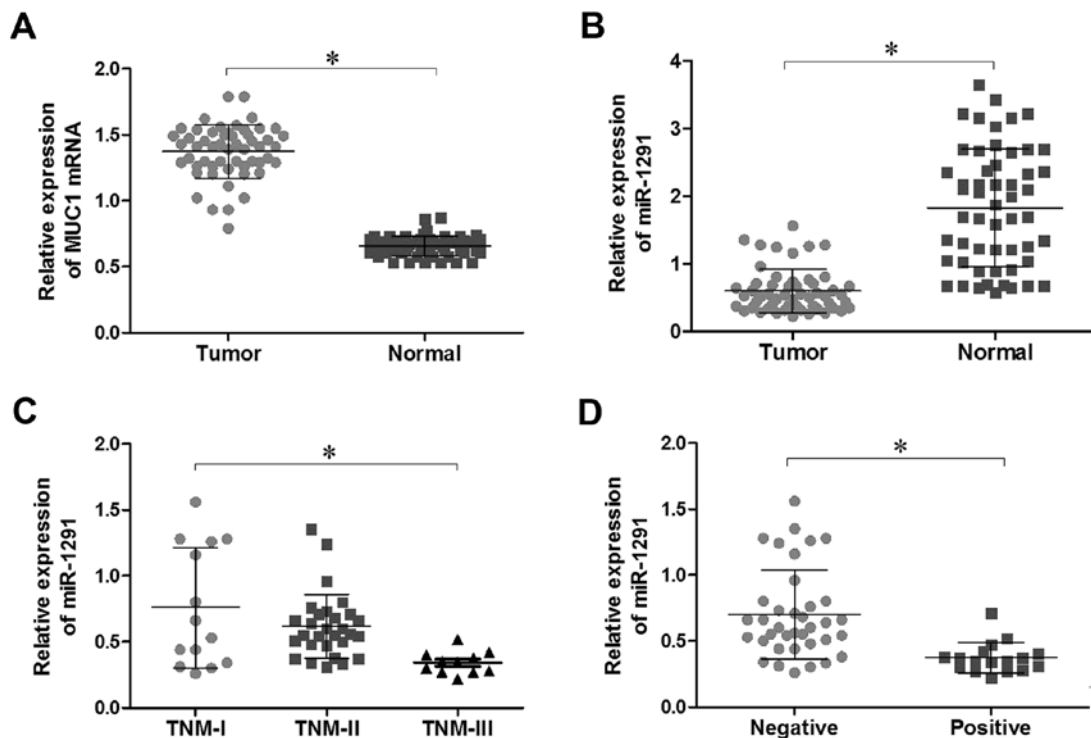 A
*
Relative expression
of MUC1 mRNA
2.0
1.5
1.0
0.5
0.0
Tumor Normal
B
*
Relative expression
of miR-1291
4
3
2
1
0
Tumor Normal
C
*
Relative expression
of miR-1291
2.0
1.5
1.0
0.5
0.0
TNM-I TNM-II TNM-III
D
*
Relative expression
of miR-1291
2.0
1.5
1.0
0.5
0.0
Negative Positive